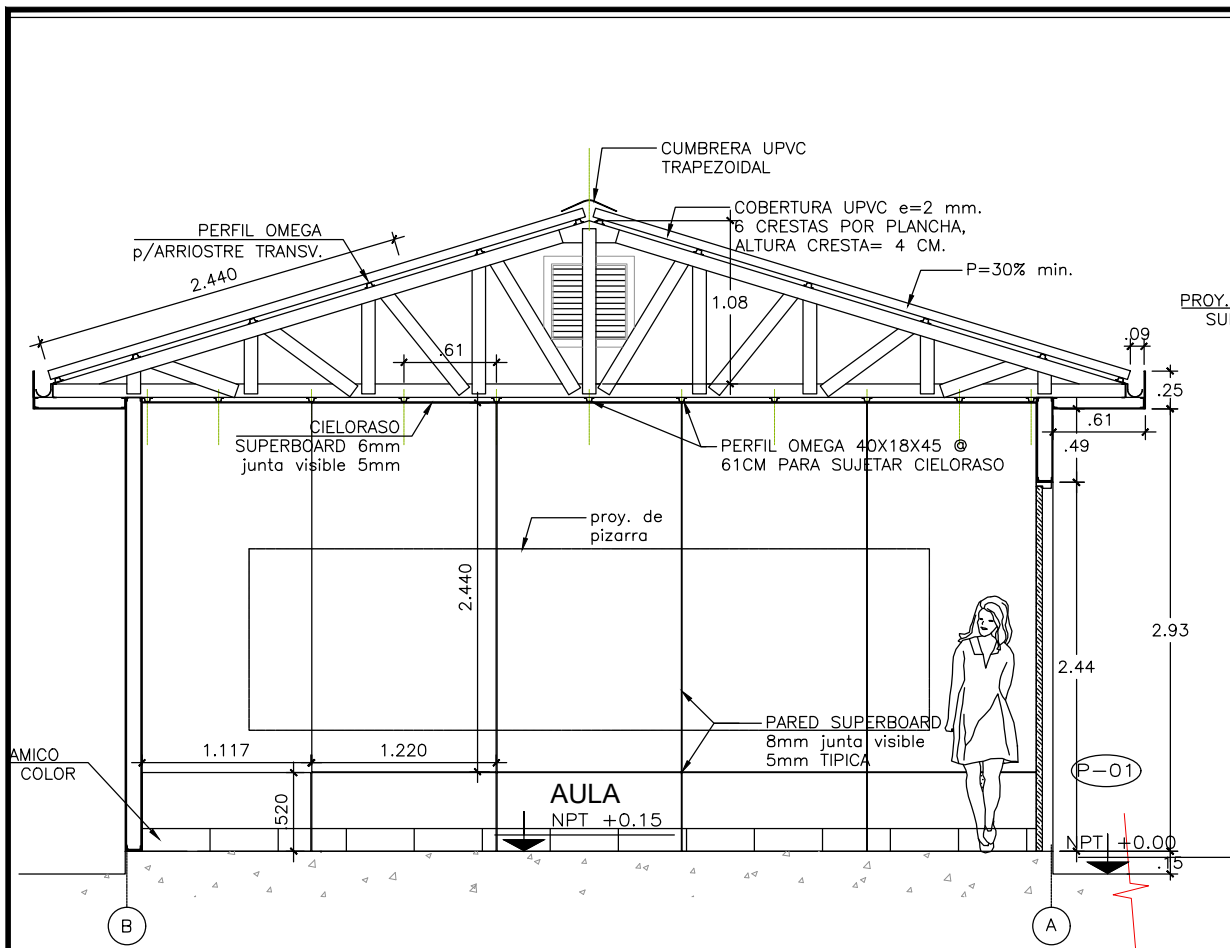 CUMBRERA UPVC
TRAPEZOIDAL
PERFIL OMEGA
p/ARRIOSTRE TRANSV.
COBERTURA UPVC e=2 mm.
6 CRESTAS POR PLANCHA,
ALTURA CRESTA= 4 CM.
P=30% min.
2.440
1.08
PROY.
SU
.09
.61
.25
.61
.49
CIELORASO
SUPERBOARD 6mm
junta visible 5mm
PERFIL OMEGA 40X18X45 @
61CM PARA SUJETAR CIELORASO
proy. de
pizarra
2.440
2.93
2.44
PARED SUPERBOARD
8mm junta visible
5mm TIPICA
1.117
1.220
AMICO
COLOR
.520
P-01
AULA
NPT +0.15
NPT +0.00
.15
B
A